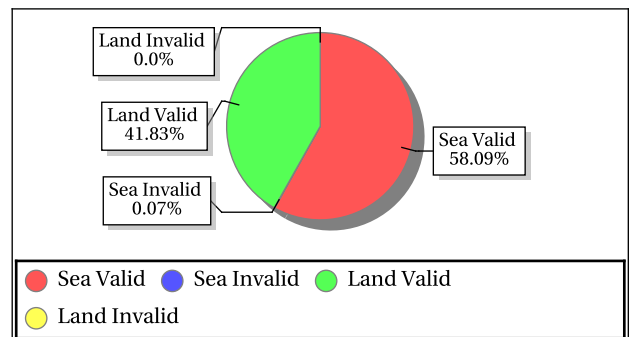 Land Invalid
0.0%
Land Valid
41.83%
Sea Valid
58.09%
Sea Invalid
0.07%
Sea Valid Sea Invalid Land Valid
Land Invalid